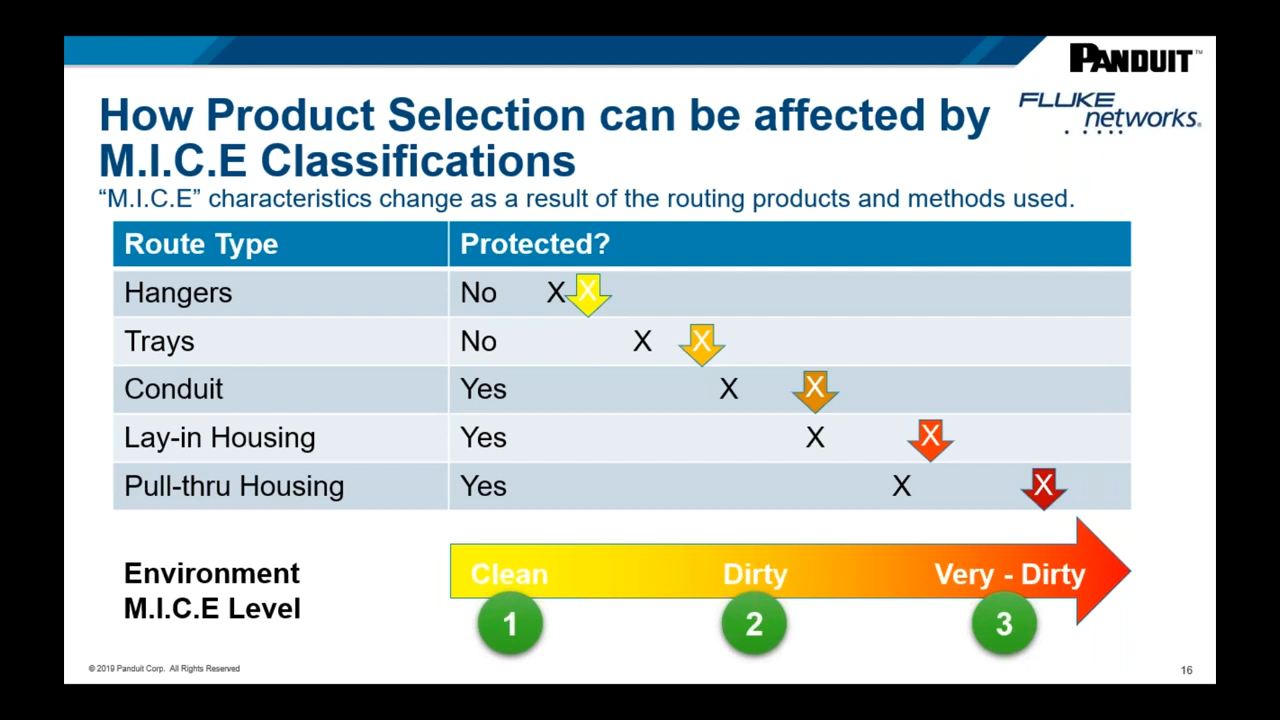 PANDUIT™
FLUKE
networks®
How Product Selection can be affected by
M.I.C.E Classifications
“M.I.C.E” characteristics change as a result of the routing products and methods used.
Route Type Protected?
Hangers No X X
Trays No X X
Conduit Yes X X
Lay-in Housing Yes X X
Pull-thru Housing Yes X X
Environment
M.I.C.E Level
Clean Dirty Very - Dirty
1 2 3
© 2019 Panduit Corp. All Rights Reserved
16